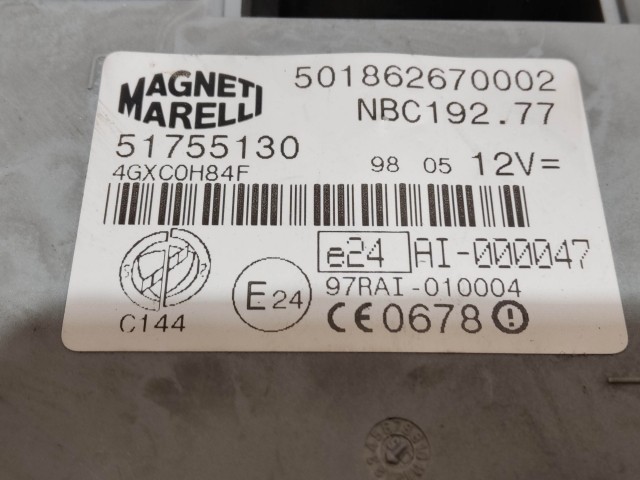 MAGNETI
MARELLI
501862670002
NBC192.77
51755130
4GXC0H84F
98 05 12V=
e24 AI-000047
97RAI-010004
E24
C144
CE0678